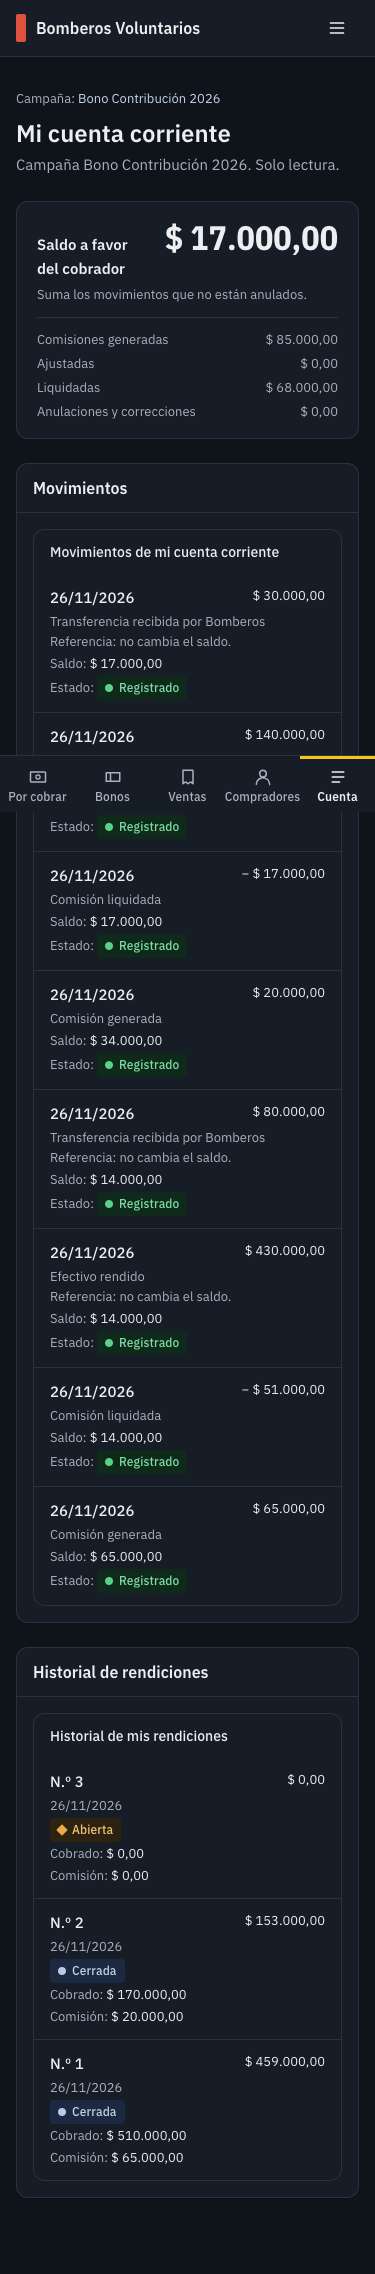 Bomberos Voluntarios
Campaña: Bono Contribución 2026
Mi cuenta corriente
Campaña Bono Contribución 2026. Solo lectura.
Saldo a favor del cobrador
$ 17.000,00
Suma los movimientos que no están anulados.
Comisiones generadas $ 85.000,00
Ajustadas $ 0,00
Liquidadas $ 68.000,00
Anulaciones y correcciones $ 0,00
Movimientos
Movimientos de mi cuenta corriente
26/11/2026 $ 30.000,00
Transferencia recibida por Bomberos
Referencia: no cambia el saldo.
Saldo: $ 17.000,00
Estado: Registrado
26/11/2026 $ 140.000,00
Por cobrar Bonos Ventas Compradores Cuenta
Estado: Registrado
26/11/2026 – $ 17.000,00
Comisión liquidada
Saldo: $ 17.000,00
Estado: Registrado
26/11/2026 $ 20.000,00
Comisión generada
Saldo: $ 34.000,00
Estado: Registrado
26/11/2026 $ 80.000,00
Transferencia recibida por Bomberos
Referencia: no cambia el saldo.
Saldo: $ 14.000,00
Estado: Registrado
26/11/2026 $ 430.000,00
Efectivo rendido
Referencia: no cambia el saldo.
Saldo: $ 14.000,00
Estado: Registrado
26/11/2026 – $ 51.000,00
Comisión liquidada
Saldo: $ 14.000,00
Estado: Registrado
26/11/2026 $ 65.000,00
Comisión generada
Saldo: $ 65.000,00
Estado: Registrado
Historial de rendiciones
Historial de mis rendiciones
N.º 3 $ 0,00
26/11/2026
Abierta
Cobrado: $ 0,00
Comisión: $ 0,00
N.º 2 $ 153.000,00
26/11/2026
Cerrada
Cobrado: $ 170.000,00
Comisión: $ 20.000,00
N.º 1 $ 459.000,00
26/11/2026
Cerrada
Cobrado: $ 510.000,00
Comisión: $ 65.000,00